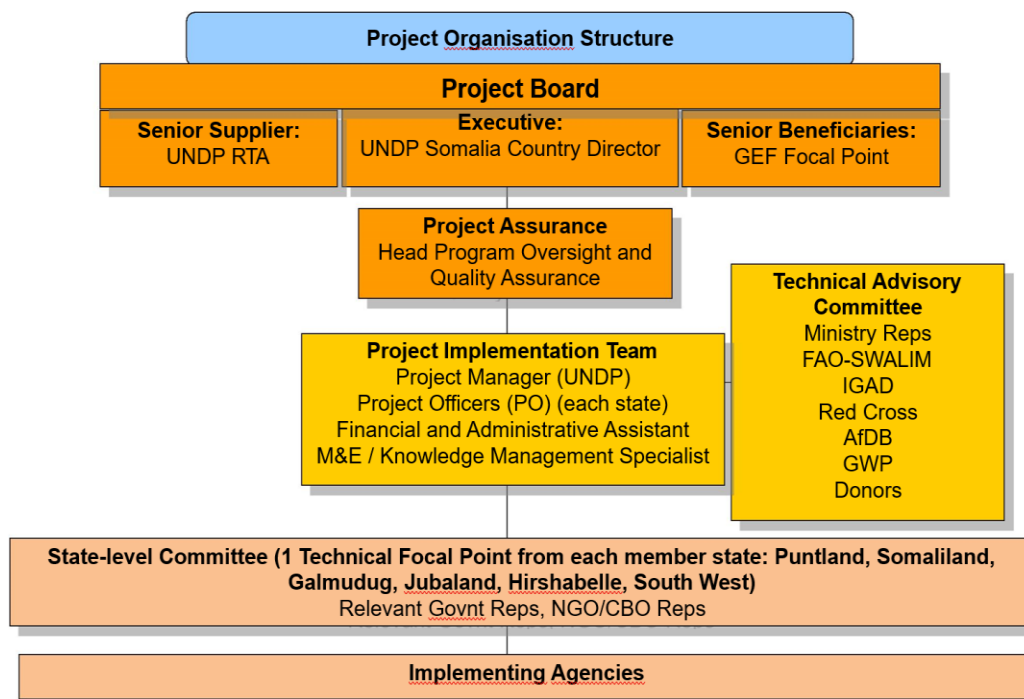 Project Organisation Structure
Project Board
Senior Supplier:
UNDP RTA
Executive:
UNDP Somalia Country Director
Senior Beneficiaries:
GEF Focal Point
Project Assurance
Head Program Oversight and
Quality Assurance
Project Implementation Team
Project Manager (UNDP)
Project Officers (PO) (each state)
Financial and Administrative Assistant
M&E / Knowledge Management Specialist
Technical Advisory
Committee
Ministry Reps
FAO-SWALIM
IGAD
Red Cross
AfDB
GWP
Donors
State-level Committee (1 Technical Focal Point from each member state: Puntland, Somaliland,
Galmudug, Jubaland, Hirshabelle, South West)
Relevant Govnt Reps, NGO/CBO Reps
Implementing Agencies